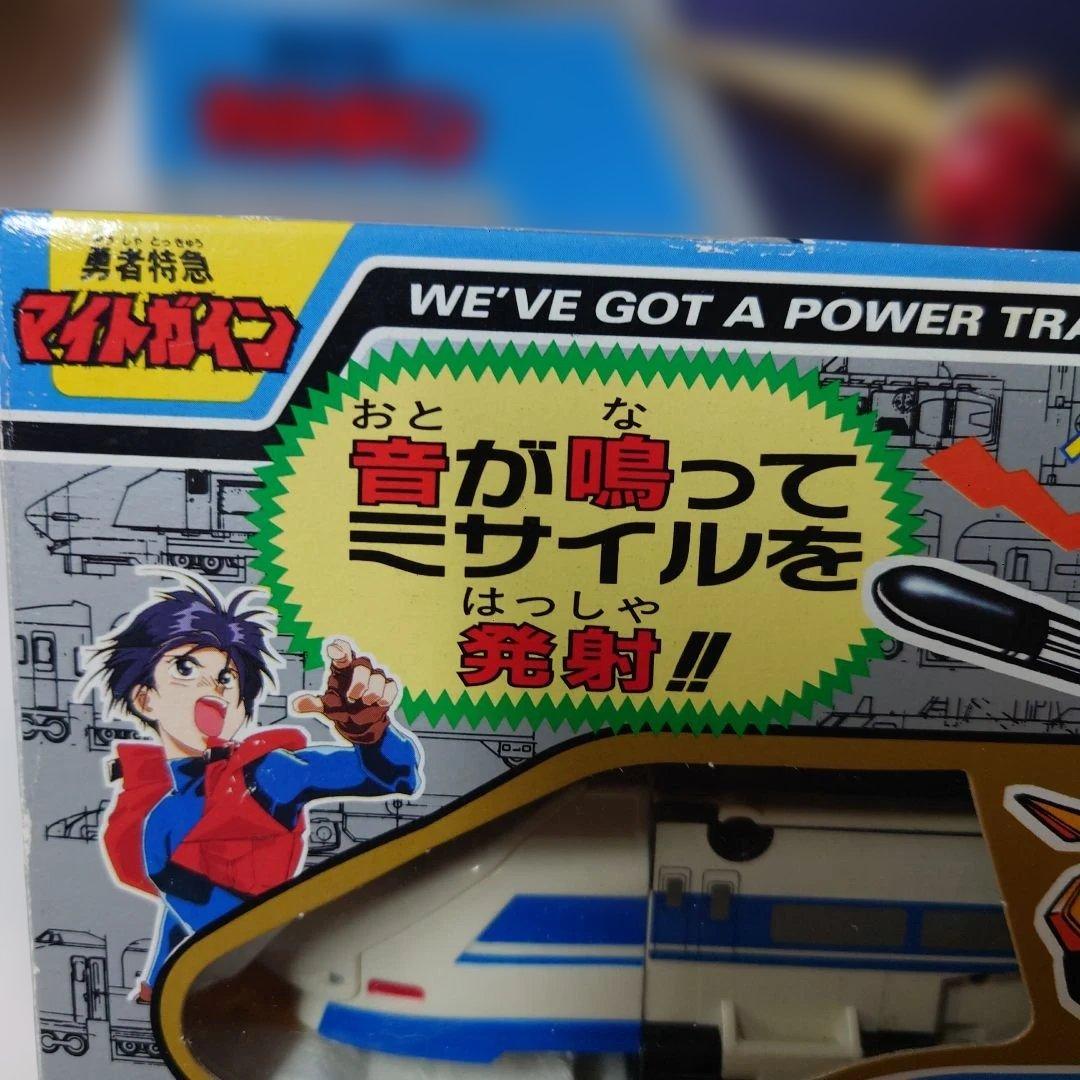 ゆうしゃとっきゅう
勇者特急
マイトガイン
WE'VE GOT A POWER TRA
おと な
音が鳴って
ミサイルを
はっしゃ
発射!!